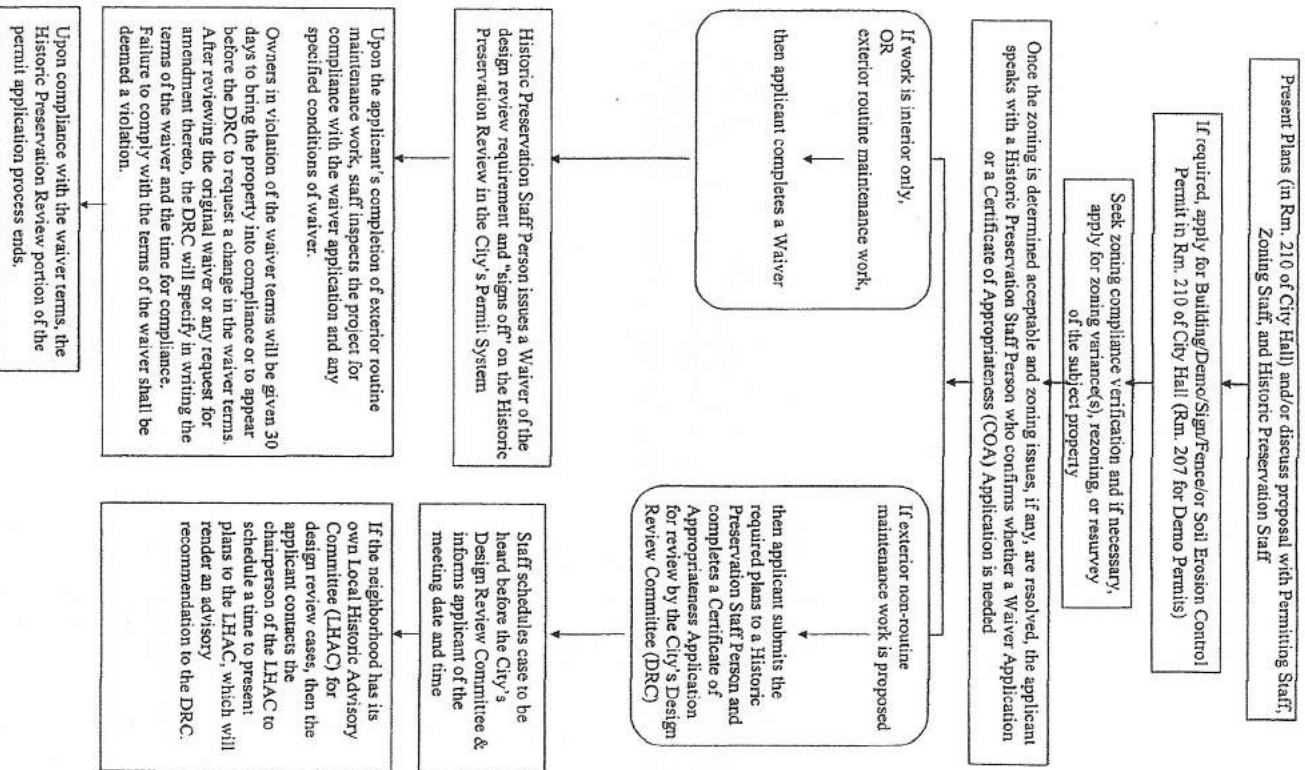 Present Plans (in Rm. 210 of City Hall) and/or discuss proposal with Permitting Staff,
Zoning Staff, and Historic Preservation Staff
If required, apply for Building/Demo/Sign/Fence/or Soil Erosion Control
Permit in Rm. 210 of City Hall (Rm. 207 for Demo Permits)
Seek zoning compliance verification and if necessary,
apply for zoning variance(s), rezoning, or resurvey
of the subject property
Once the zoning is determined acceptable and zoning issues, if any, are resolved, the applicant
speaks with a Historic Preservation Staff Person who confirms whether a Waiver Application
or a Certificate of Appropriateness (COA) Application is needed
If work is interior only,
OR
exterior routine maintenance work,
then applicant completes a Waiver
Historic Preservation Staff Person issues a Waiver of the
design review requirement and "signs off" on the Historic
Preservation Review in the City's Permit System
Upon the applicant's completion of exterior routine
maintenance work, staff inspects the project for
compliance with the waiver application and any
specified conditions of waiver.
Owners in violation of the waiver terms will be given 30
days to bring the property into compliance or to appear
before the DRC to request a change in the waiver terms.
After reviewing the original waiver or any request for
amendment thereto, the DRC will specify in writing the
terms of the waiver and the time for compliance.
Failure to comply with the terms of the waiver shall be
deemed a violation.
Upon compliance with the waiver terms, the
Historic Preservation Review portion of the
permit application process ends.
If exterior non-routine
maintenance work is proposed
then applicant submits the
required plans to a Historic
Preservation Staff Person and
completes a Certificate of
Appropriateness Application
for review by the City's Design
Review Committee (DRC)
Staff schedules case to be
heard before the City's
Design Review Committee &
informs applicant of the
meeting date and time
If the neighborhood has its
own Local Historic Advisory
Committee (LHAC) for
design review cases, then the
applicant contacts the
chairperson of the LHAC to
schedule a time to present
plans to the LHAC, which will
render an advisory
recommendation to the DRC.